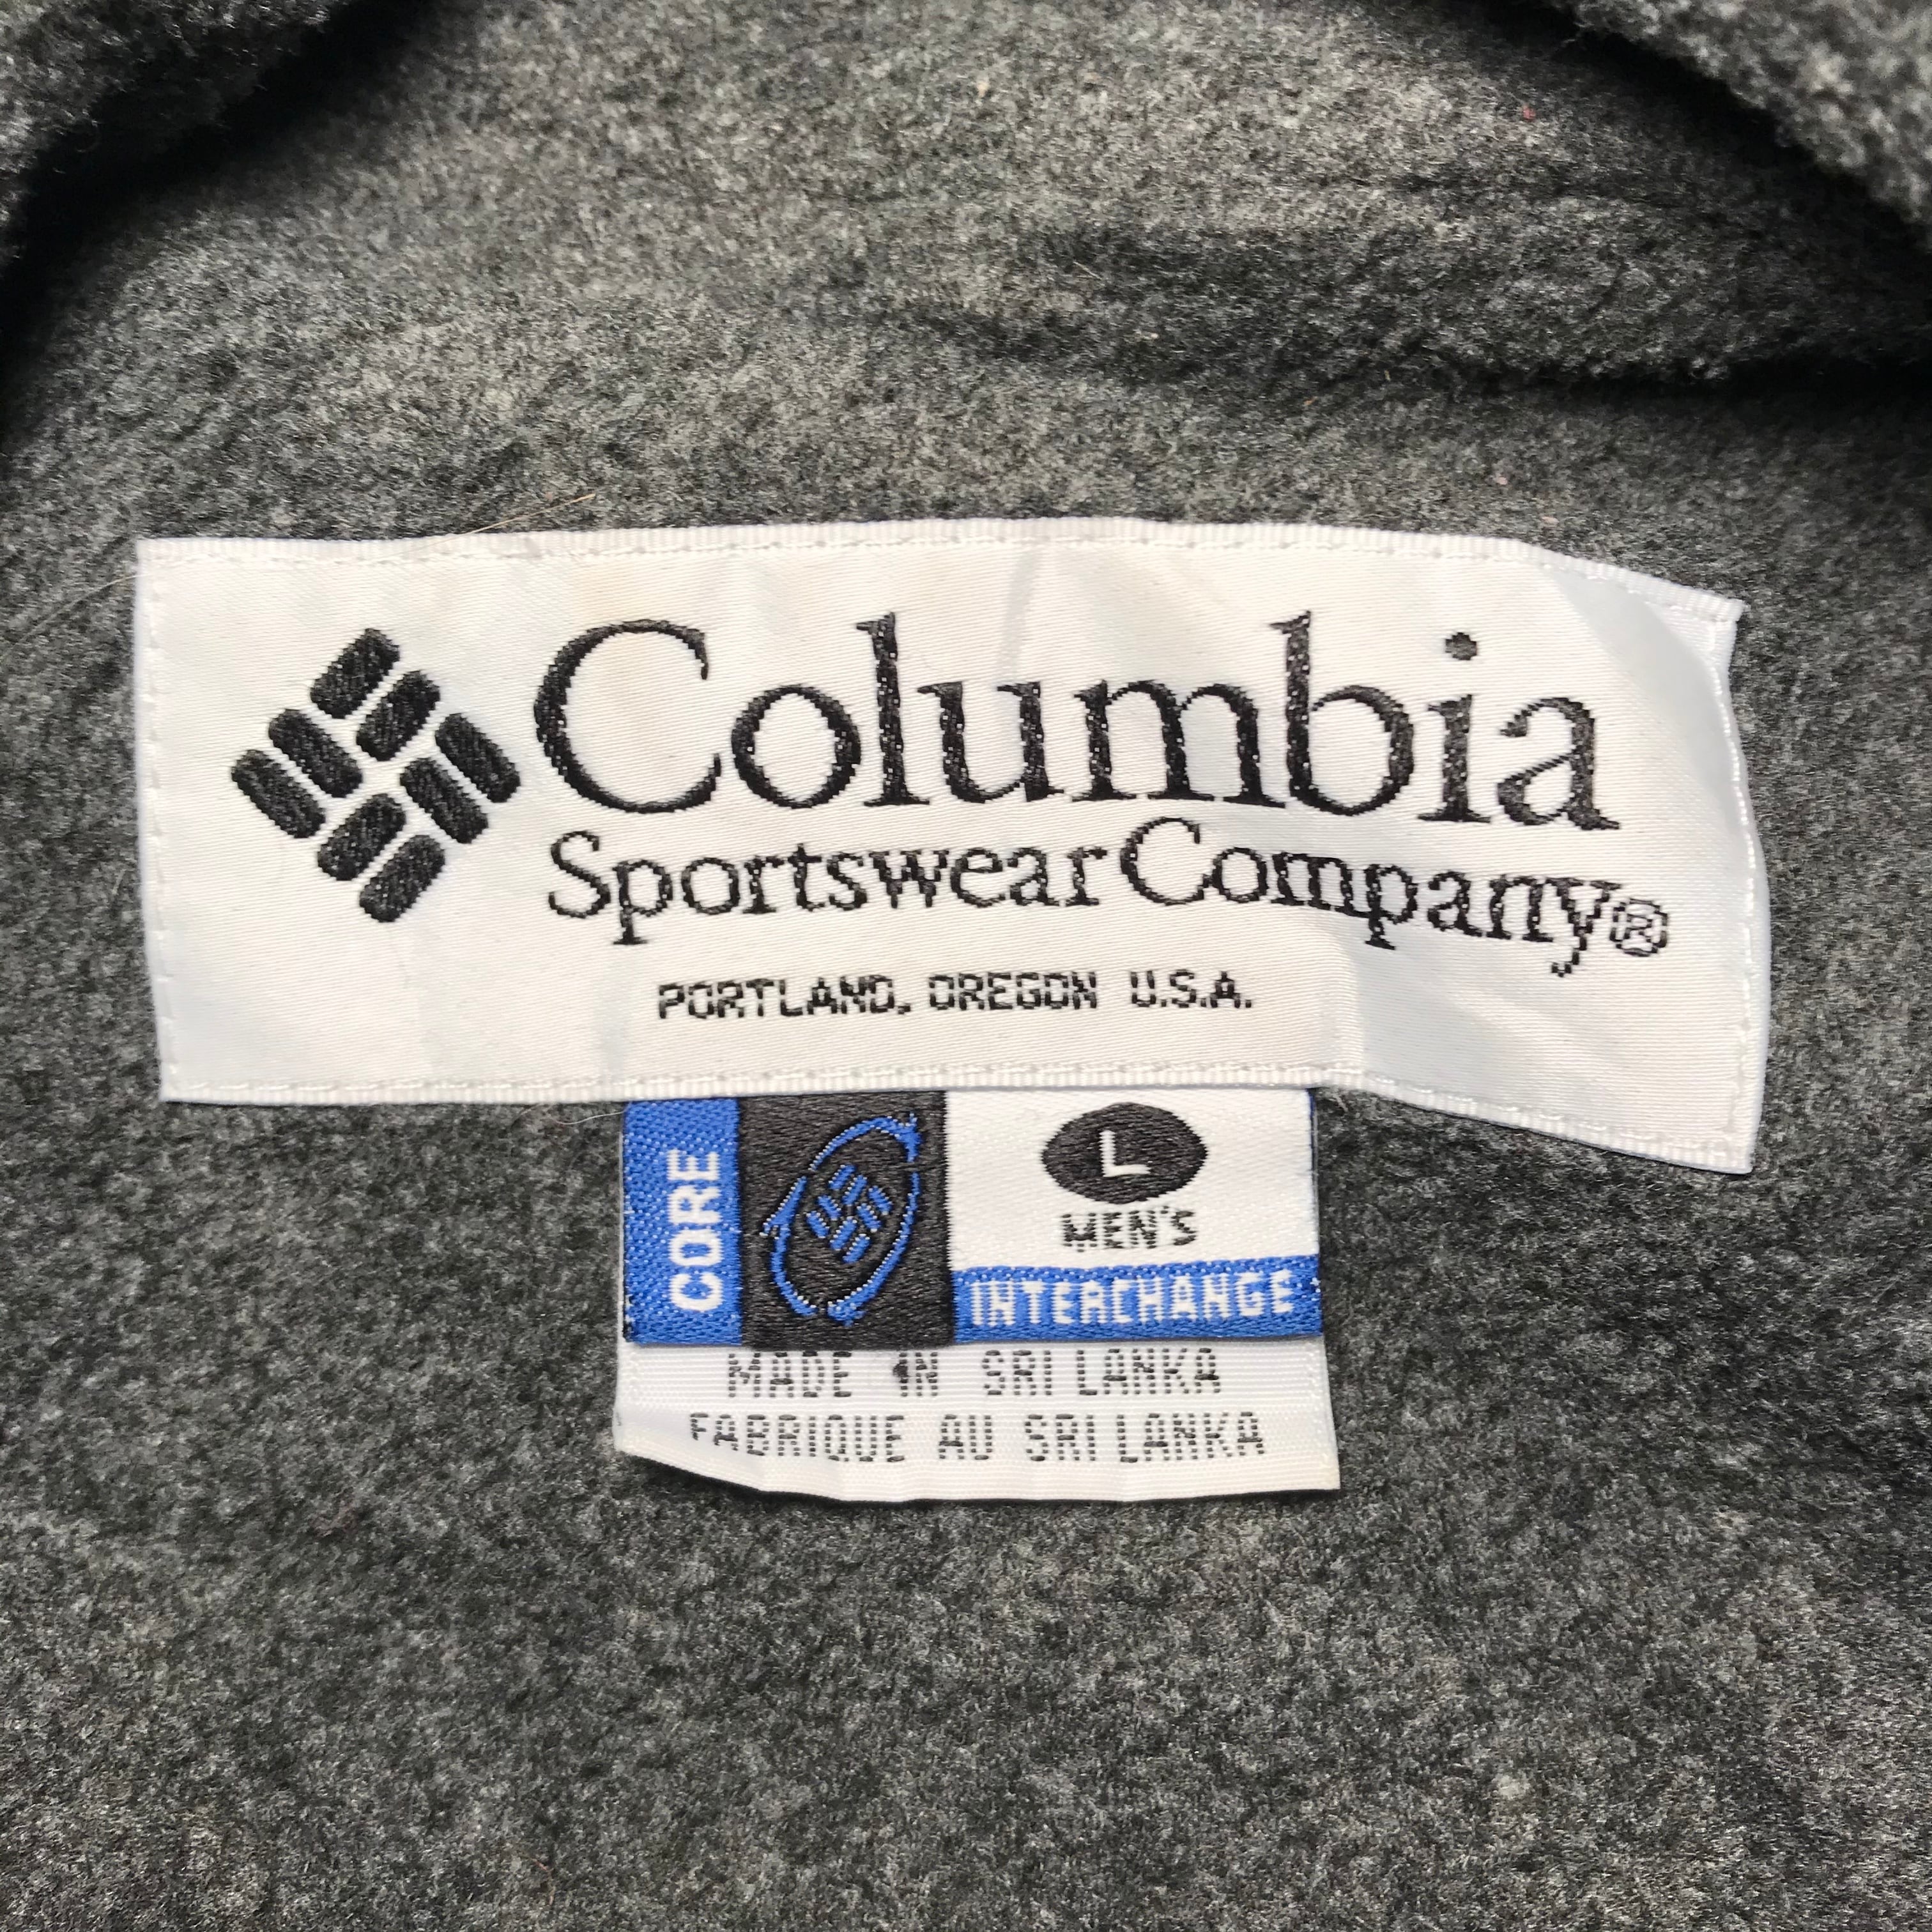 Columbia
Sportswear Company®
PORTLAND, OREGON U.S.A.
CORE
L
MEN'S
INTERCHANGE
MADE IN SRI LANKA
FABRIQUE AU SRI LANKA